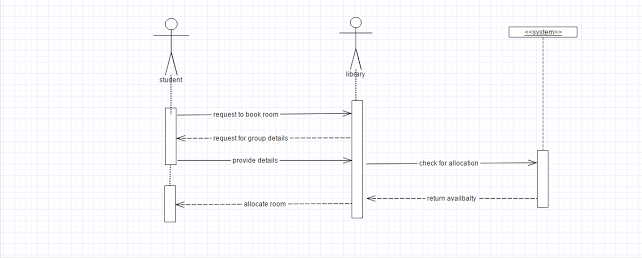 <<system>>
student
library
request to book room
request for group details
provide details
check for allocation
return availbalty
allocate room